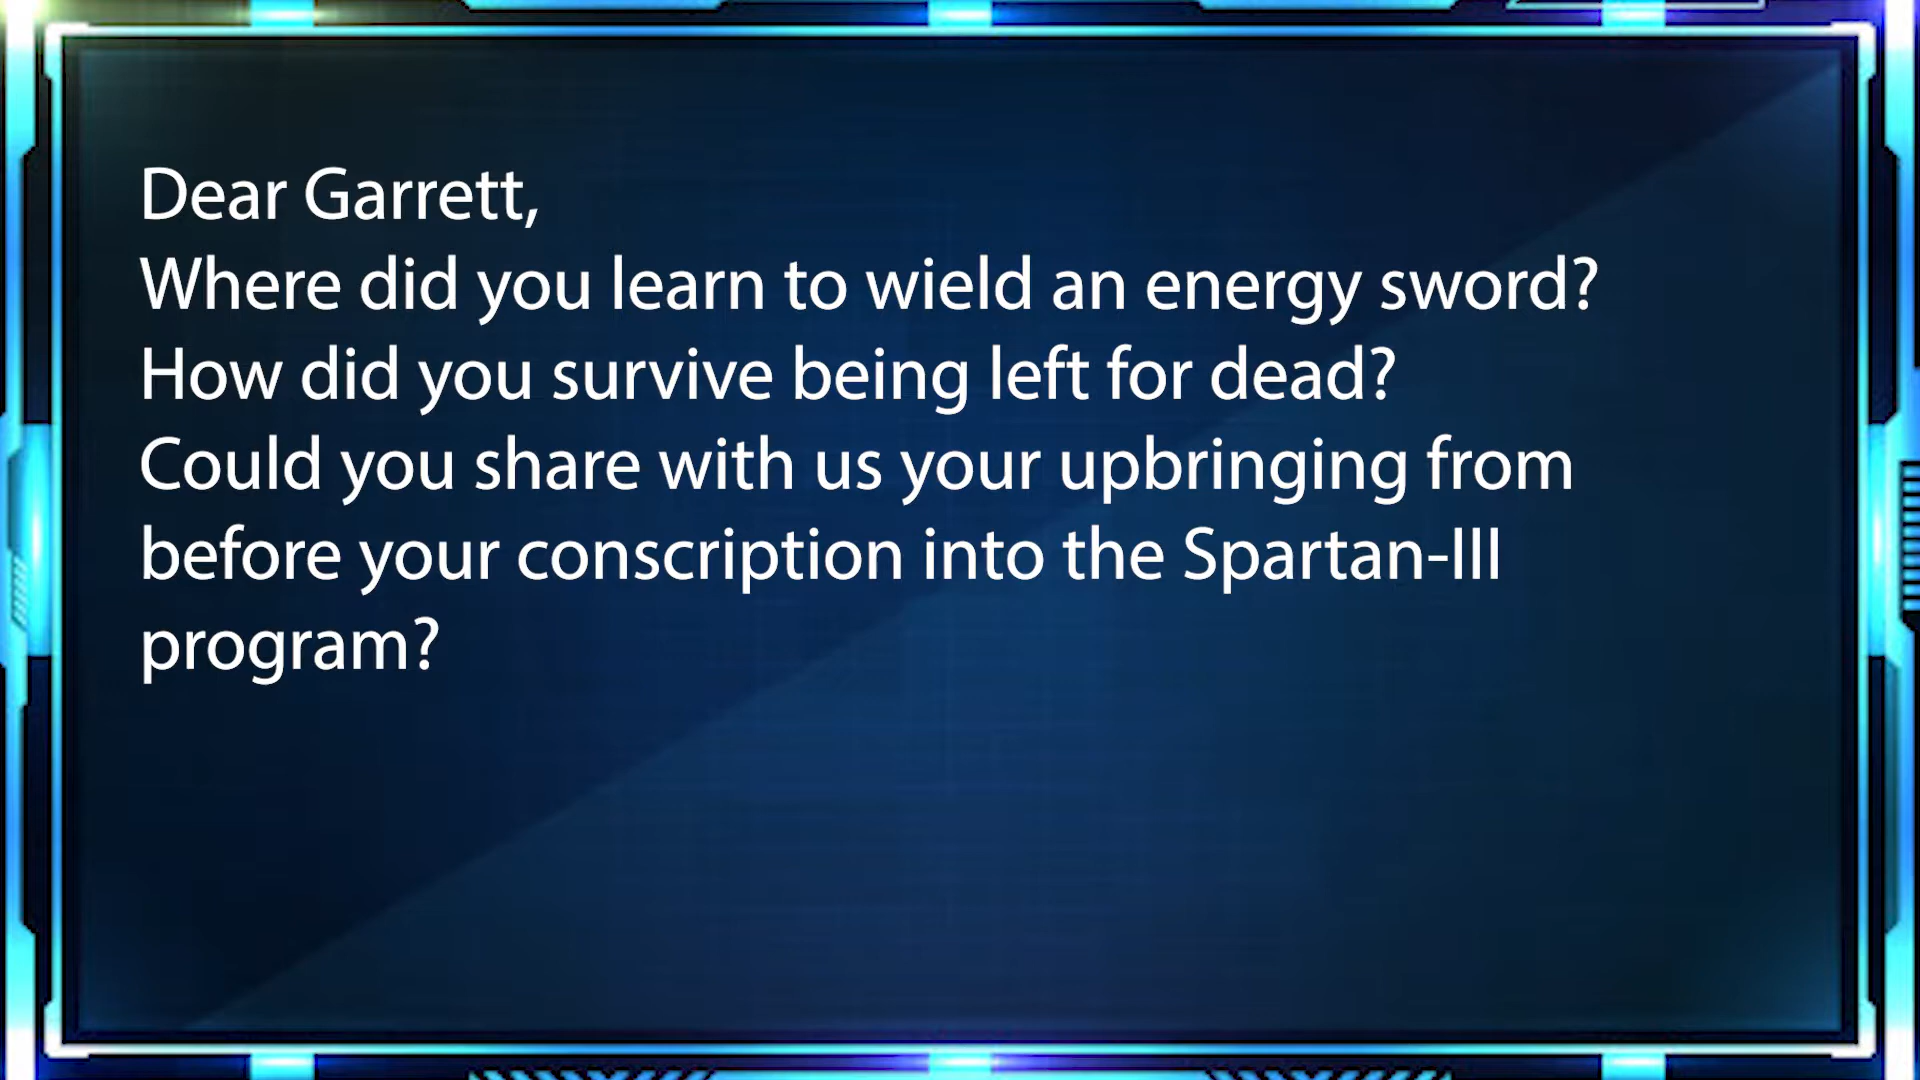 Dear Garrett,
Where did you learn to wield an energy sword?
How did you survive being left for dead?
Could you share with us your upbringing from
before your conscription into the Spartan-III
program?